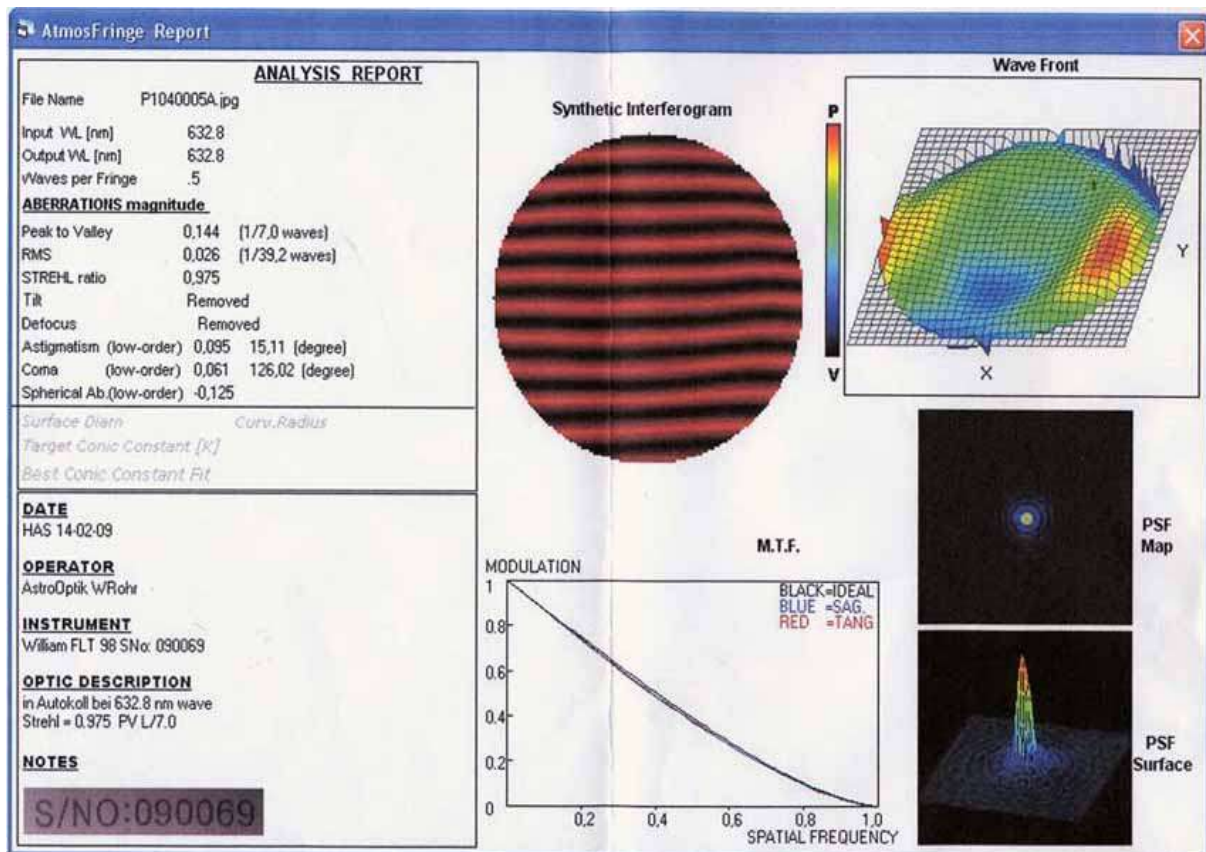 AtmosFringe Report
ANALYSIS REPORT
File Name P1040005A.jpg
Input WL [nm] 632.8
Output WL [nm] 632.8
Waves per Fringe .5
ABERRATIONS magnitude
Peak to Valley 0,144 (1/7,0 waves)
RMS 0,026 (1/39,2 waves)
STREHL ratio 0,975
Tilt Removed
Defocus Removed
Astigmatism (low-order) 0,095 15,11 (degree)
Coma (low-order) 0,061 126,02 (degree)
Spherical Ab.(low-order) -0,125
Surface Diam Curv.Radius
Target Conic Constant [K]
Best Conic Constant Fit
DATE
HAS 14-02-09
OPERATOR
AstroOptik WRohr
INSTRUMENT
William FLT 98 SNo: 090069
OPTIC DESCRIPTION
in Autokoll bei 632.8 nm wave
Strehl = 0.975 PV L/7.0
NOTES
S/NO:090069
Synthetic Interferogram
P
V
Wave Front
Y
X
M.T.F.
MODULATION
BLACK=IDEAL
BLUE =SAG.
RED =TANG
1
0.8
0.6
0.4
0.2
0
0,2 0,4 0,6 0,8 1,0
SPATIAL FREQUENCY
PSF
Map
PSF
Surface